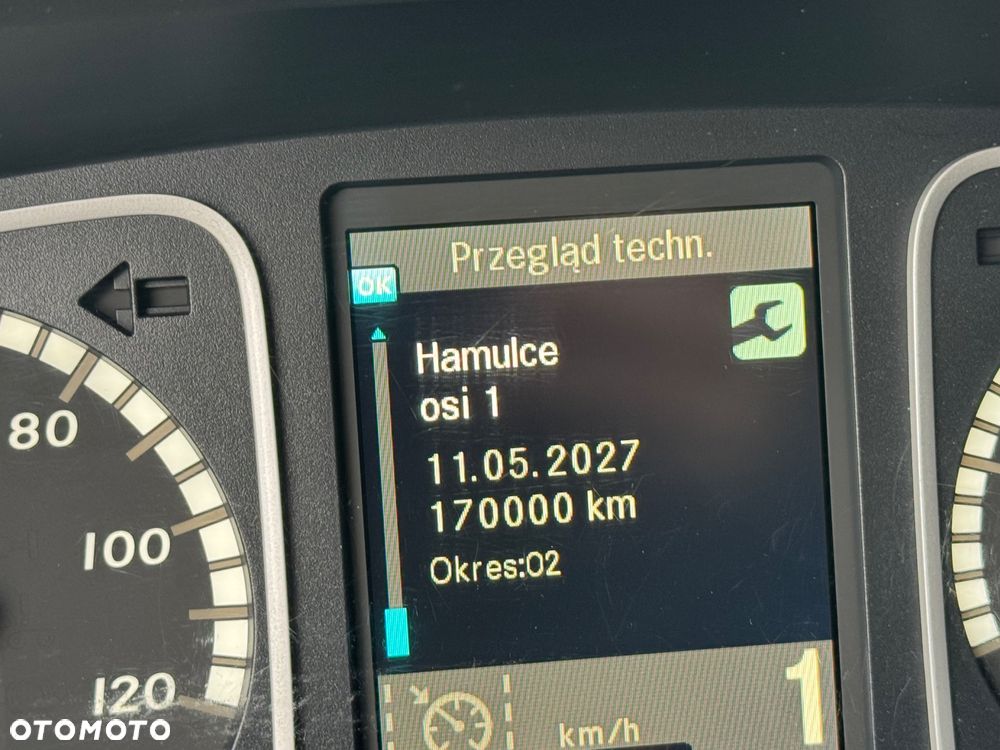 Przegląd techn.
OK
Hamulce
osi 1
11.05.2027
170000 km
Okres:02
80
100
120
km/h
1
OTOMOTO